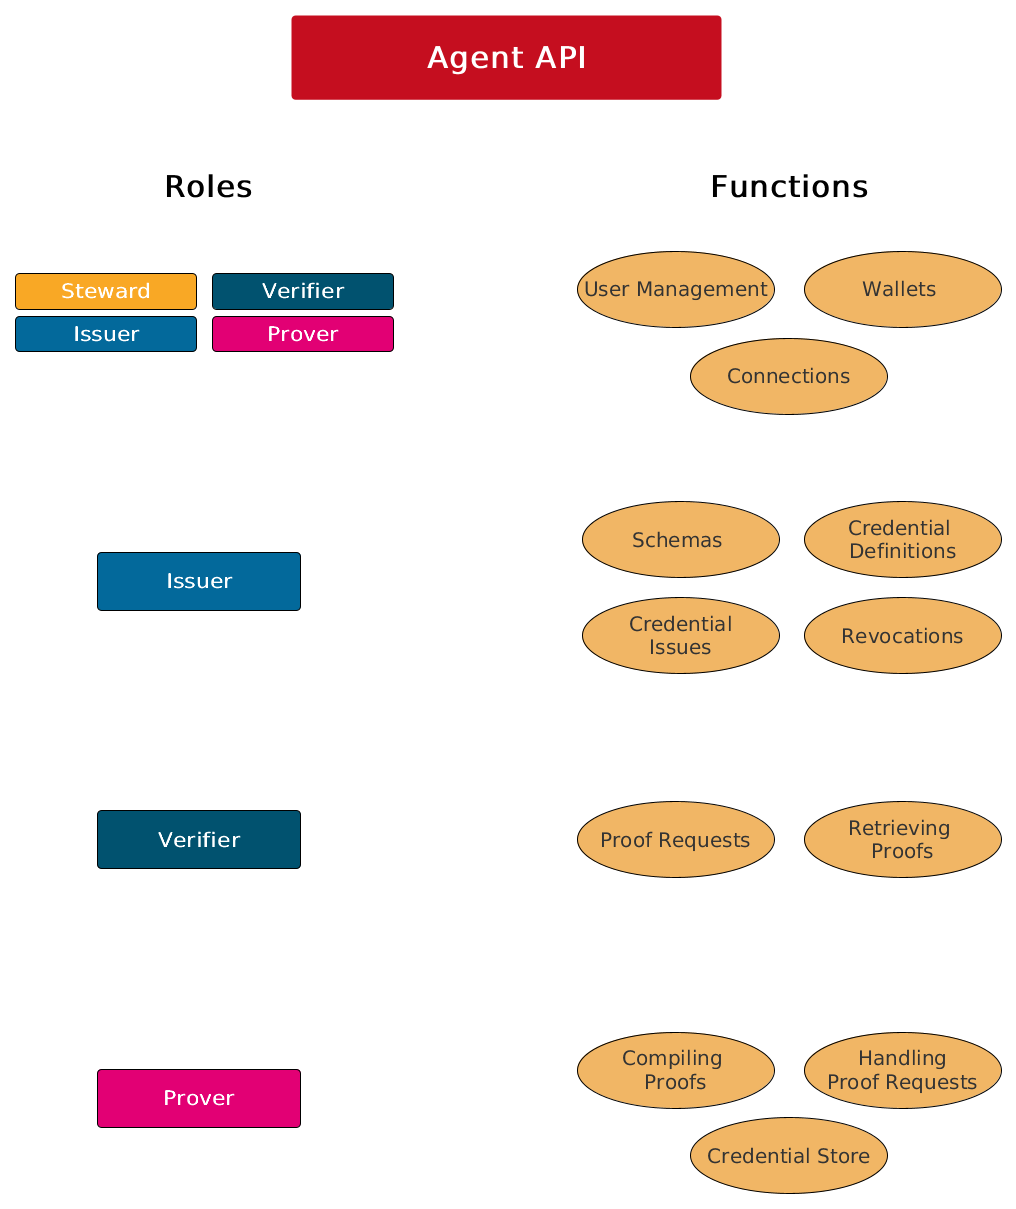 Agent API
Roles
Functions
Steward
Verifier
Issuer
Prover
User Management
Wallets
Connections
Issuer
Schemas
Credential
Definitions
Credential
Issues
Revocations
Verifier
Proof Requests
Retrieving
Proofs
Prover
Compiling
Proofs
Handling
Proof Requests
Credential Store